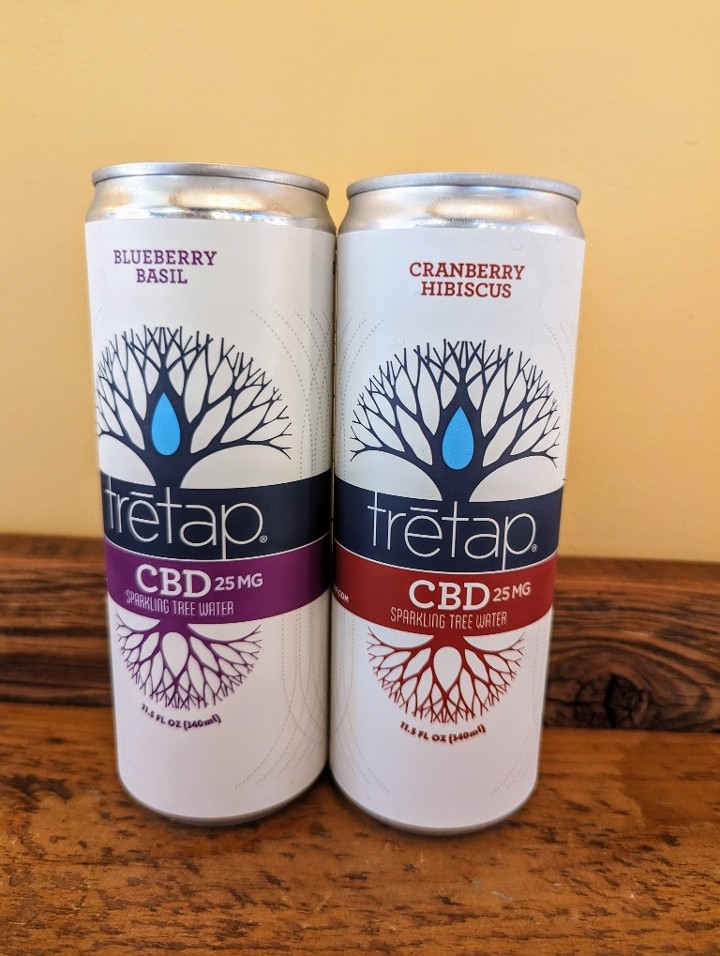 BLUEBERRY
BASIL
trētap®
CBD 25 MG
SPARKLING TREE WATER
11.5 FL OZ (340ml)
CRANBERRY
HIBISCUS
trētap®
CBD 25 MG
SPARKLING TREE WATER
11.5 FL OZ (340ml)